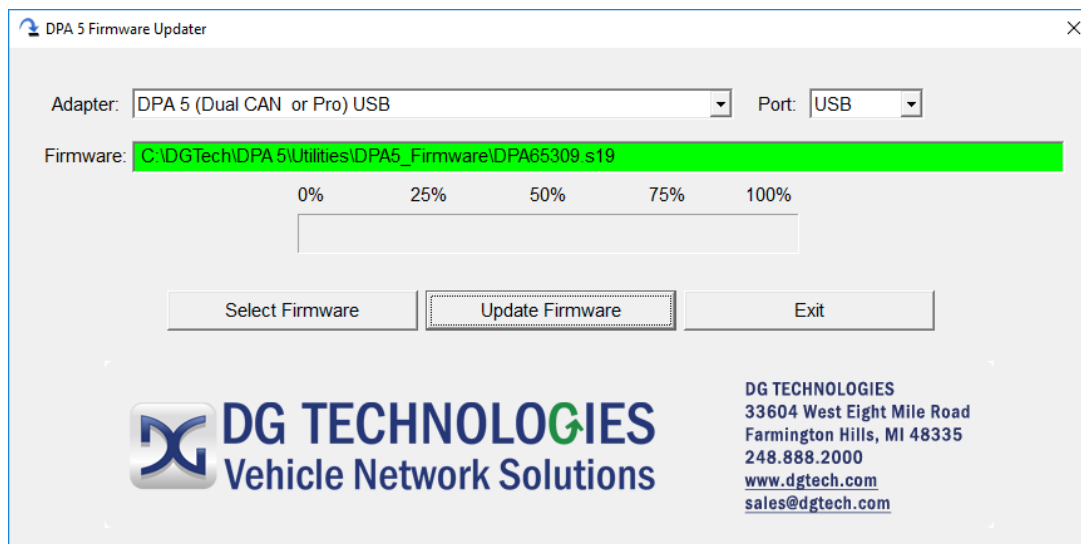 DPA 5 Firmware Updater
Adapter: DPA 5 (Dual CAN or Pro) USB Port: USB
Firmware: C:\DGTech\DPA 5\Utilities\DPA5_Firmware\DPA65309.s19
0% 25% 50% 75% 100%
Select Firmware Update Firmware Exit
DG TECHNOLOGIES
Vehicle Network Solutions
DG TECHNOLOGIES
33604 West Eight Mile Road
Farmington Hills, MI 48335
248.888.2000
www.dgtech.com
sales@dgtech.com